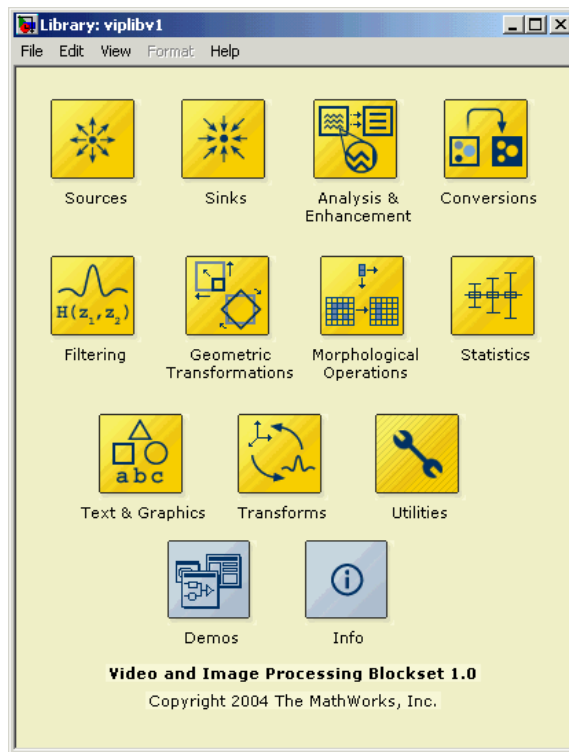 Library: viplibv1
File Edit View Format Help
Sources Sinks Analysis & Conversions
Enhancement
H(z1,z2)
Filtering Geometric Morphological Statistics
Transformations Operations
abc
Text & Graphics Transforms Utilities
Demos Info
Video and Image Processing Blockset 1.0
Copyright 2004 The MathWorks, Inc.